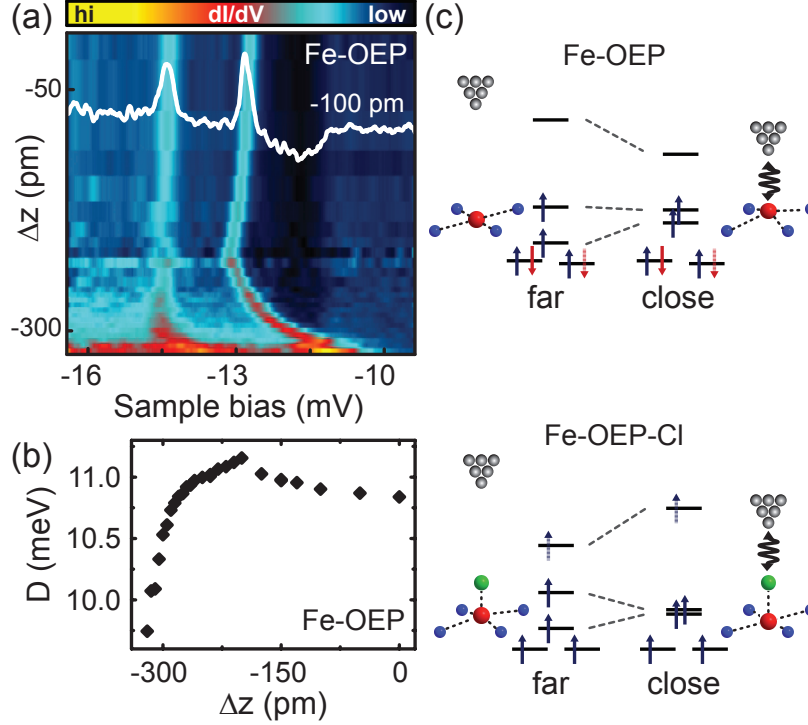 (a)
hi dI/dV low
Fe-OEP
-100 pm
-50
-300
Δz (pm)
-16 -13 -10
Sample bias (mV)
(b)
11.0
10.5
10.0
D (meV)
Fe-OEP
-300 -150 0
Δz (pm)
(c)
Fe-OEP
far close
Fe-OEP-Cl
far close